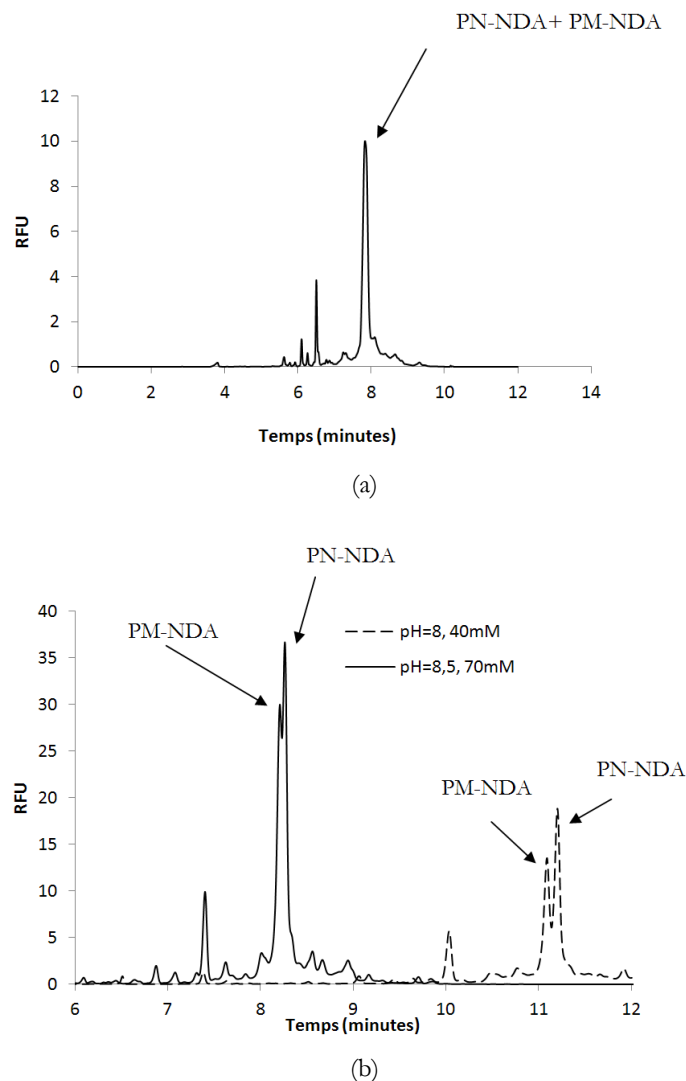 PN-NDA+ PM-NDA
12
10
8
6
4
2
0
RFU
0 2 4 6 8 10 12 14
Temps (minutes)
(a)
PN-NDA
PM-NDA
40
35
30
25
20
15
10
5
0
RFU
pH=8, 40mM
pH=8,5, 70mM
PN-NDA
PM-NDA
6 7 8 9 10 11 12
Temps (minutes)
(b)